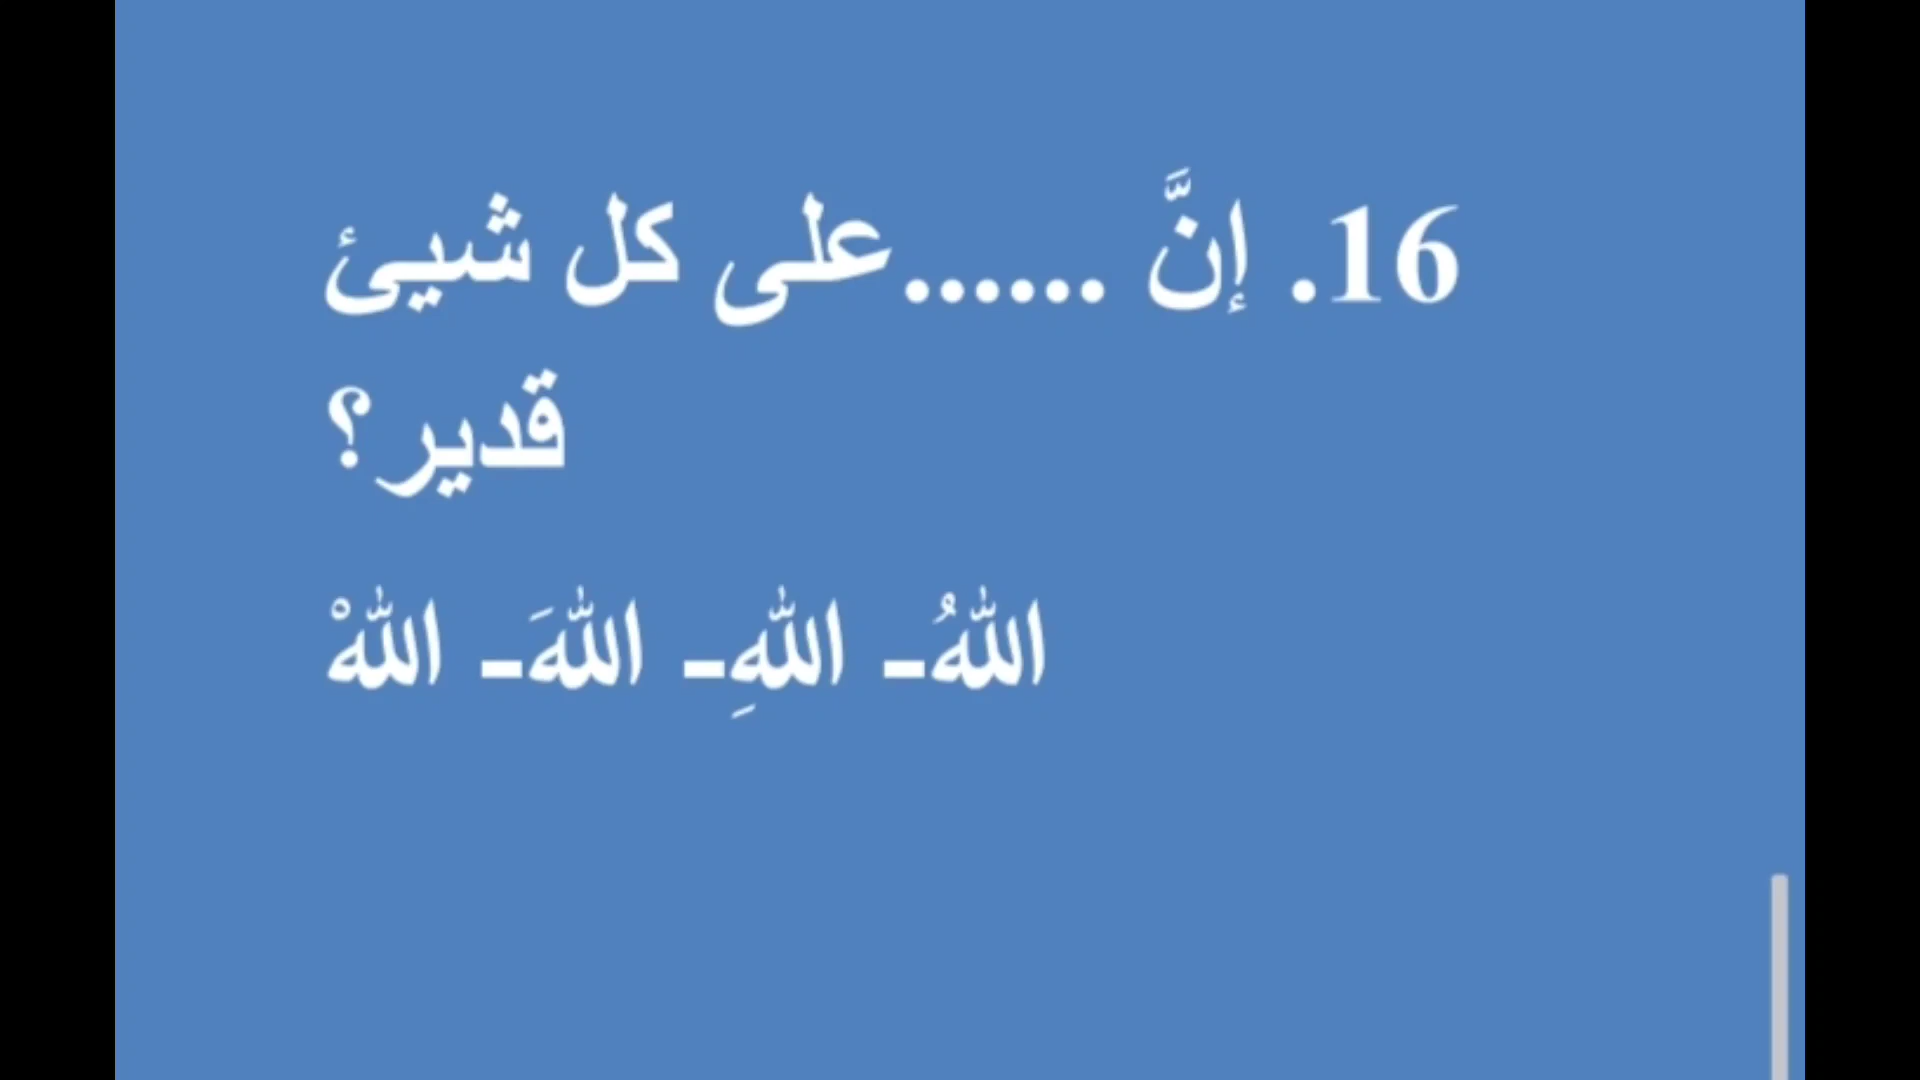 16. إنَّ ......على كل شيئ
قدير؟
اللهُ- اللهِ- اللهَ- اللهْ